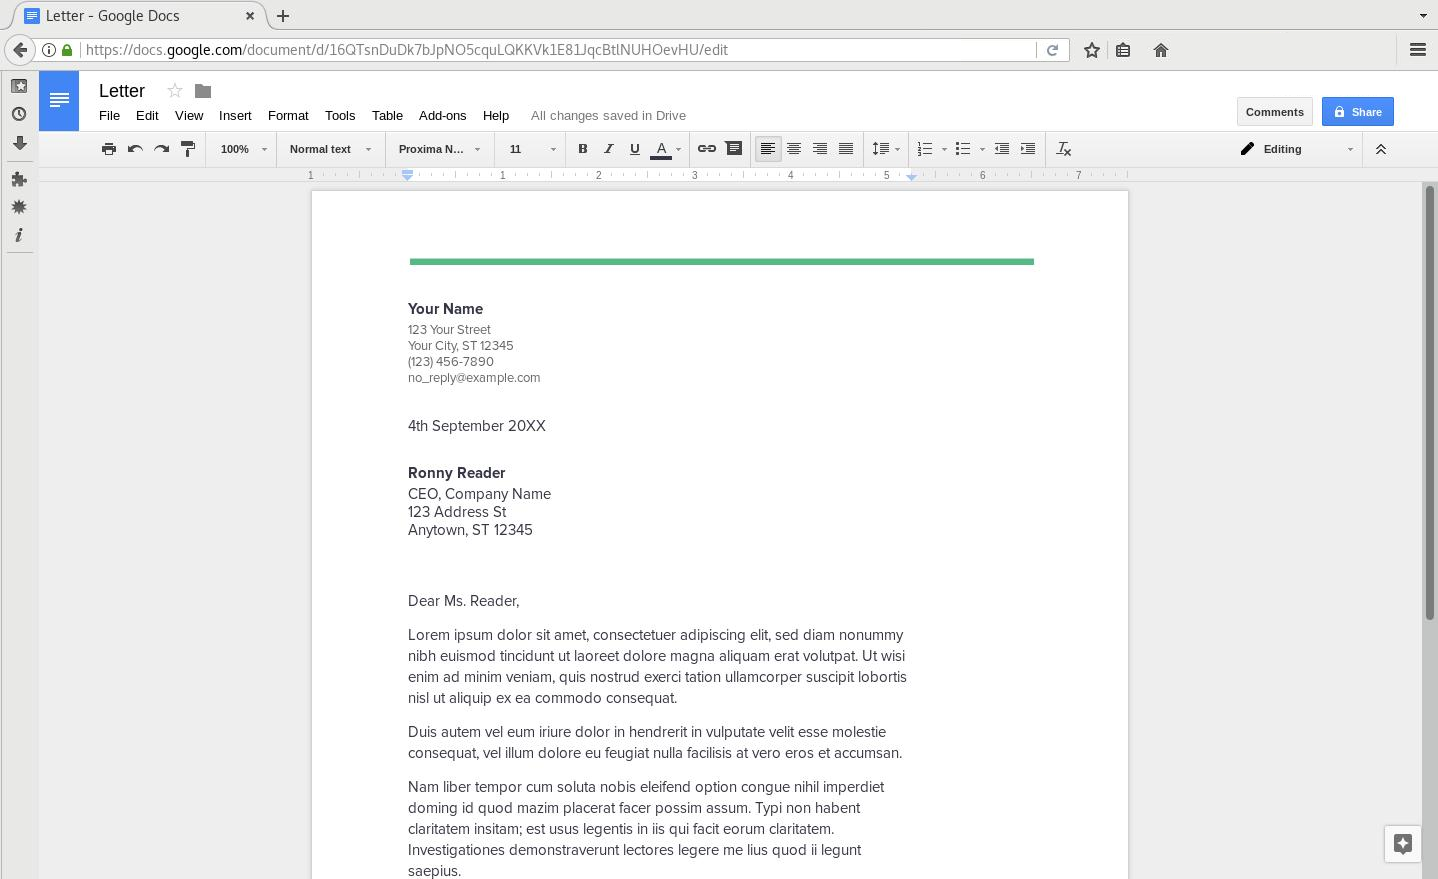 Letter - Google Docs
https://docs.google.com/document/d/16QTsnDuDk7bJpNO5cquLQKKVk1E81JqcBtlNUHOevHU/edit
Letter
File Edit View Insert Format Tools Table Add-ons Help All changes saved in Drive
Comments Share
100% Normal text Proxima N... 11 B I U A Editing
1 1 2 3 4 5 6 7
Your Name
123 Your Street
Your City, ST 12345
(123) 456-7890
no_reply@example.com
4th September 20XX
Ronny Reader
CEO, Company Name
123 Address St
Anytown, ST 12345
Dear Ms. Reader,
Lorem ipsum dolor sit amet, consectetuer adipiscing elit, sed diam nonummy
nibh euismod tincidunt ut laoreet dolore magna aliquam erat volutpat. Ut wisi
enim ad minim veniam, quis nostrud exerci tation ullamcorper suscipit lobortis
nisl ut aliquip ex ea commodo consequat.
Duis autem vel eum iriure dolor in hendrerit in vulputate velit esse molestie
consequat, vel illum dolore eu feugiat nulla facilisis at vero eros et accumsan.
Nam liber tempor cum soluta nobis eleifend option congue nihil imperdiet
doming id quod mazim placerat facer possim assum. Typi non habent
claritatem insitam; est usus legentis in iis qui facit eorum claritatem.
Investigationes demonstraverunt lectores legere me lius quod ii legunt
saepius.